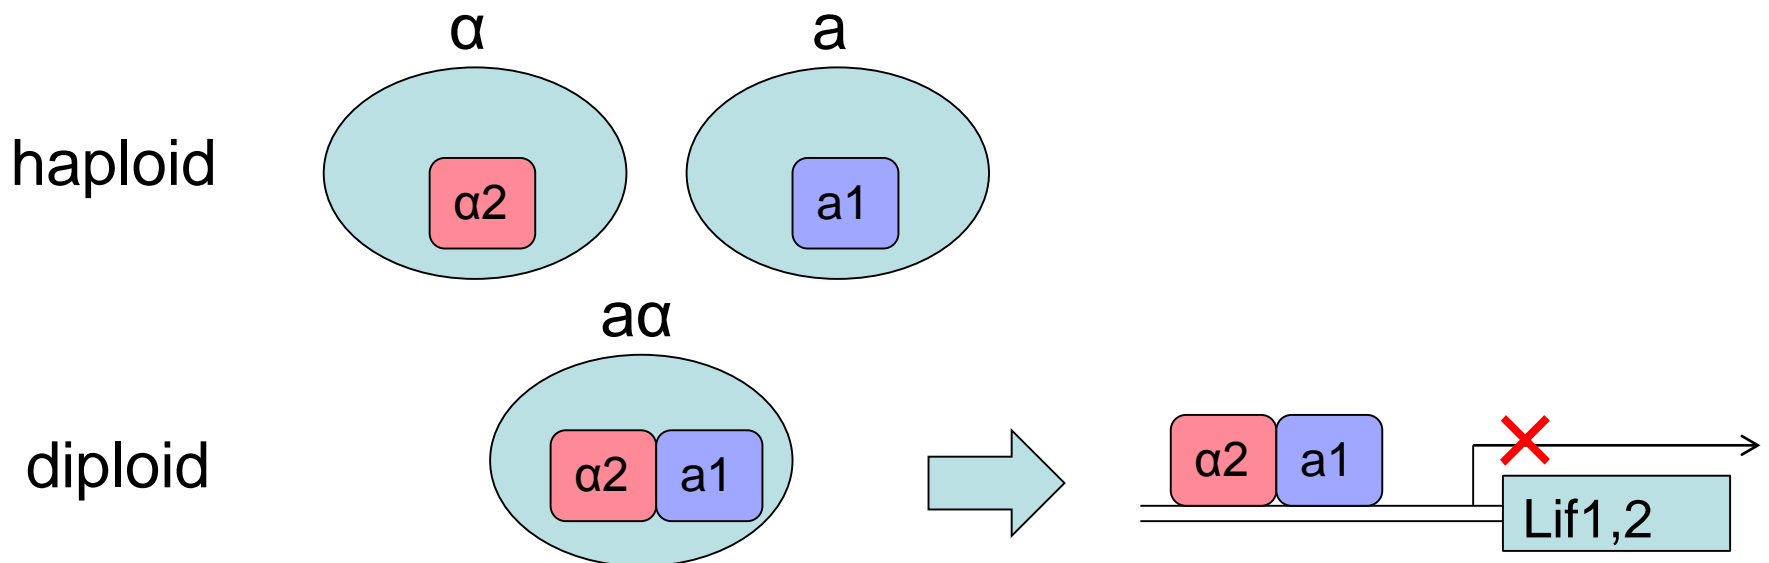 α a
haploid
α2 a1
aα
diploid
α2 a1
α2 a1
Lif1,2